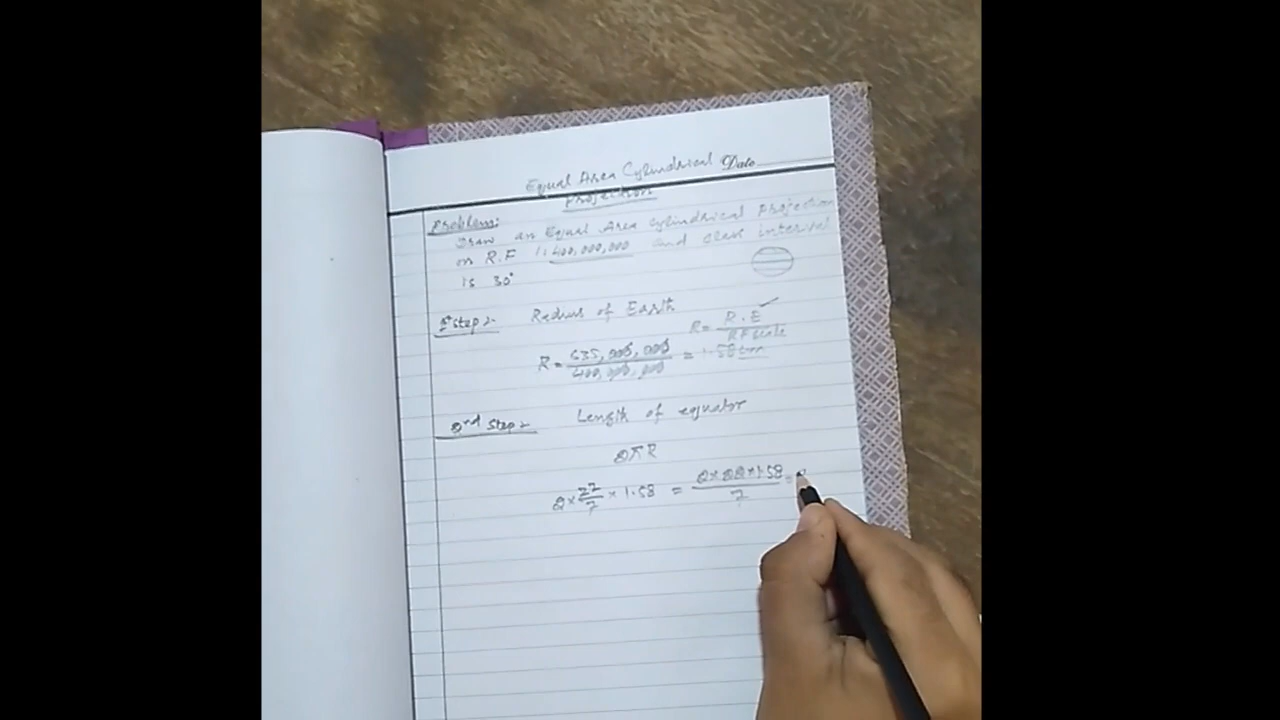 Equal Area Cylindrical Date
Projection
Problem:
Draw an Equal Area Cylindrical Projection
on R.F 1:400,000,000 and class interval
is 30°
1st Step:- Radius of Earth
R = R.E / RF Scale
R = 635,000,000 / 400,000,000 = 1.58 cm
2nd Step:- Length of equator
2πR
2 × 22/7 × 1.58 = 2×22×1.58 / 7 =